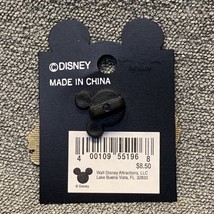 ©DISNEY
MADE IN CHINA
4 00109 55196 8
$8.50
Walt Disney Attractions, LLC
Lake Buena Vista, FL 32830
© Disney